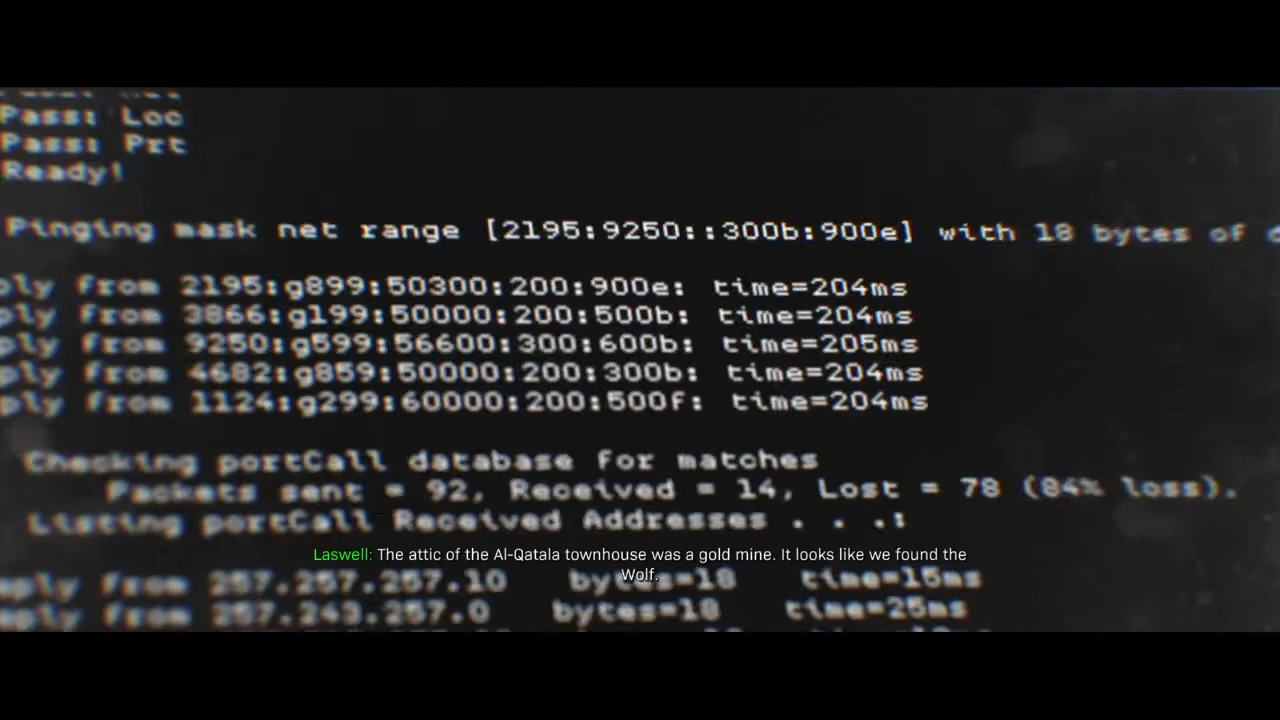 Pass: Loc
Pass: Prt
Ready!
Pinging mask net range [2195:9250::300b:900e] with 18 bytes of
ply from 2195:g899:50300:200:900e: time=204ms
ply from 3866:g199:50000:200:500b: time=204ms
ply from 9250:g599:56600:300:600b: time=205ms
ply from 4682:g859:50000:200:300b: time=204ms
ply from 1124:g299:60000:200:500f: time=204ms
Checking portCall database for matches
Packets sent = 92, Received = 14, Lost = 78 (84% loss).
Listing portCall Received Addresses . . .:
Laswell: The attic of the Al-Qatala townhouse was a gold mine. It looks like we found the
Wolf.
mply from 257.257.257.10 bytes=18 time=15ms
mply from 257.243.257.0 bytes=18 time=25ms